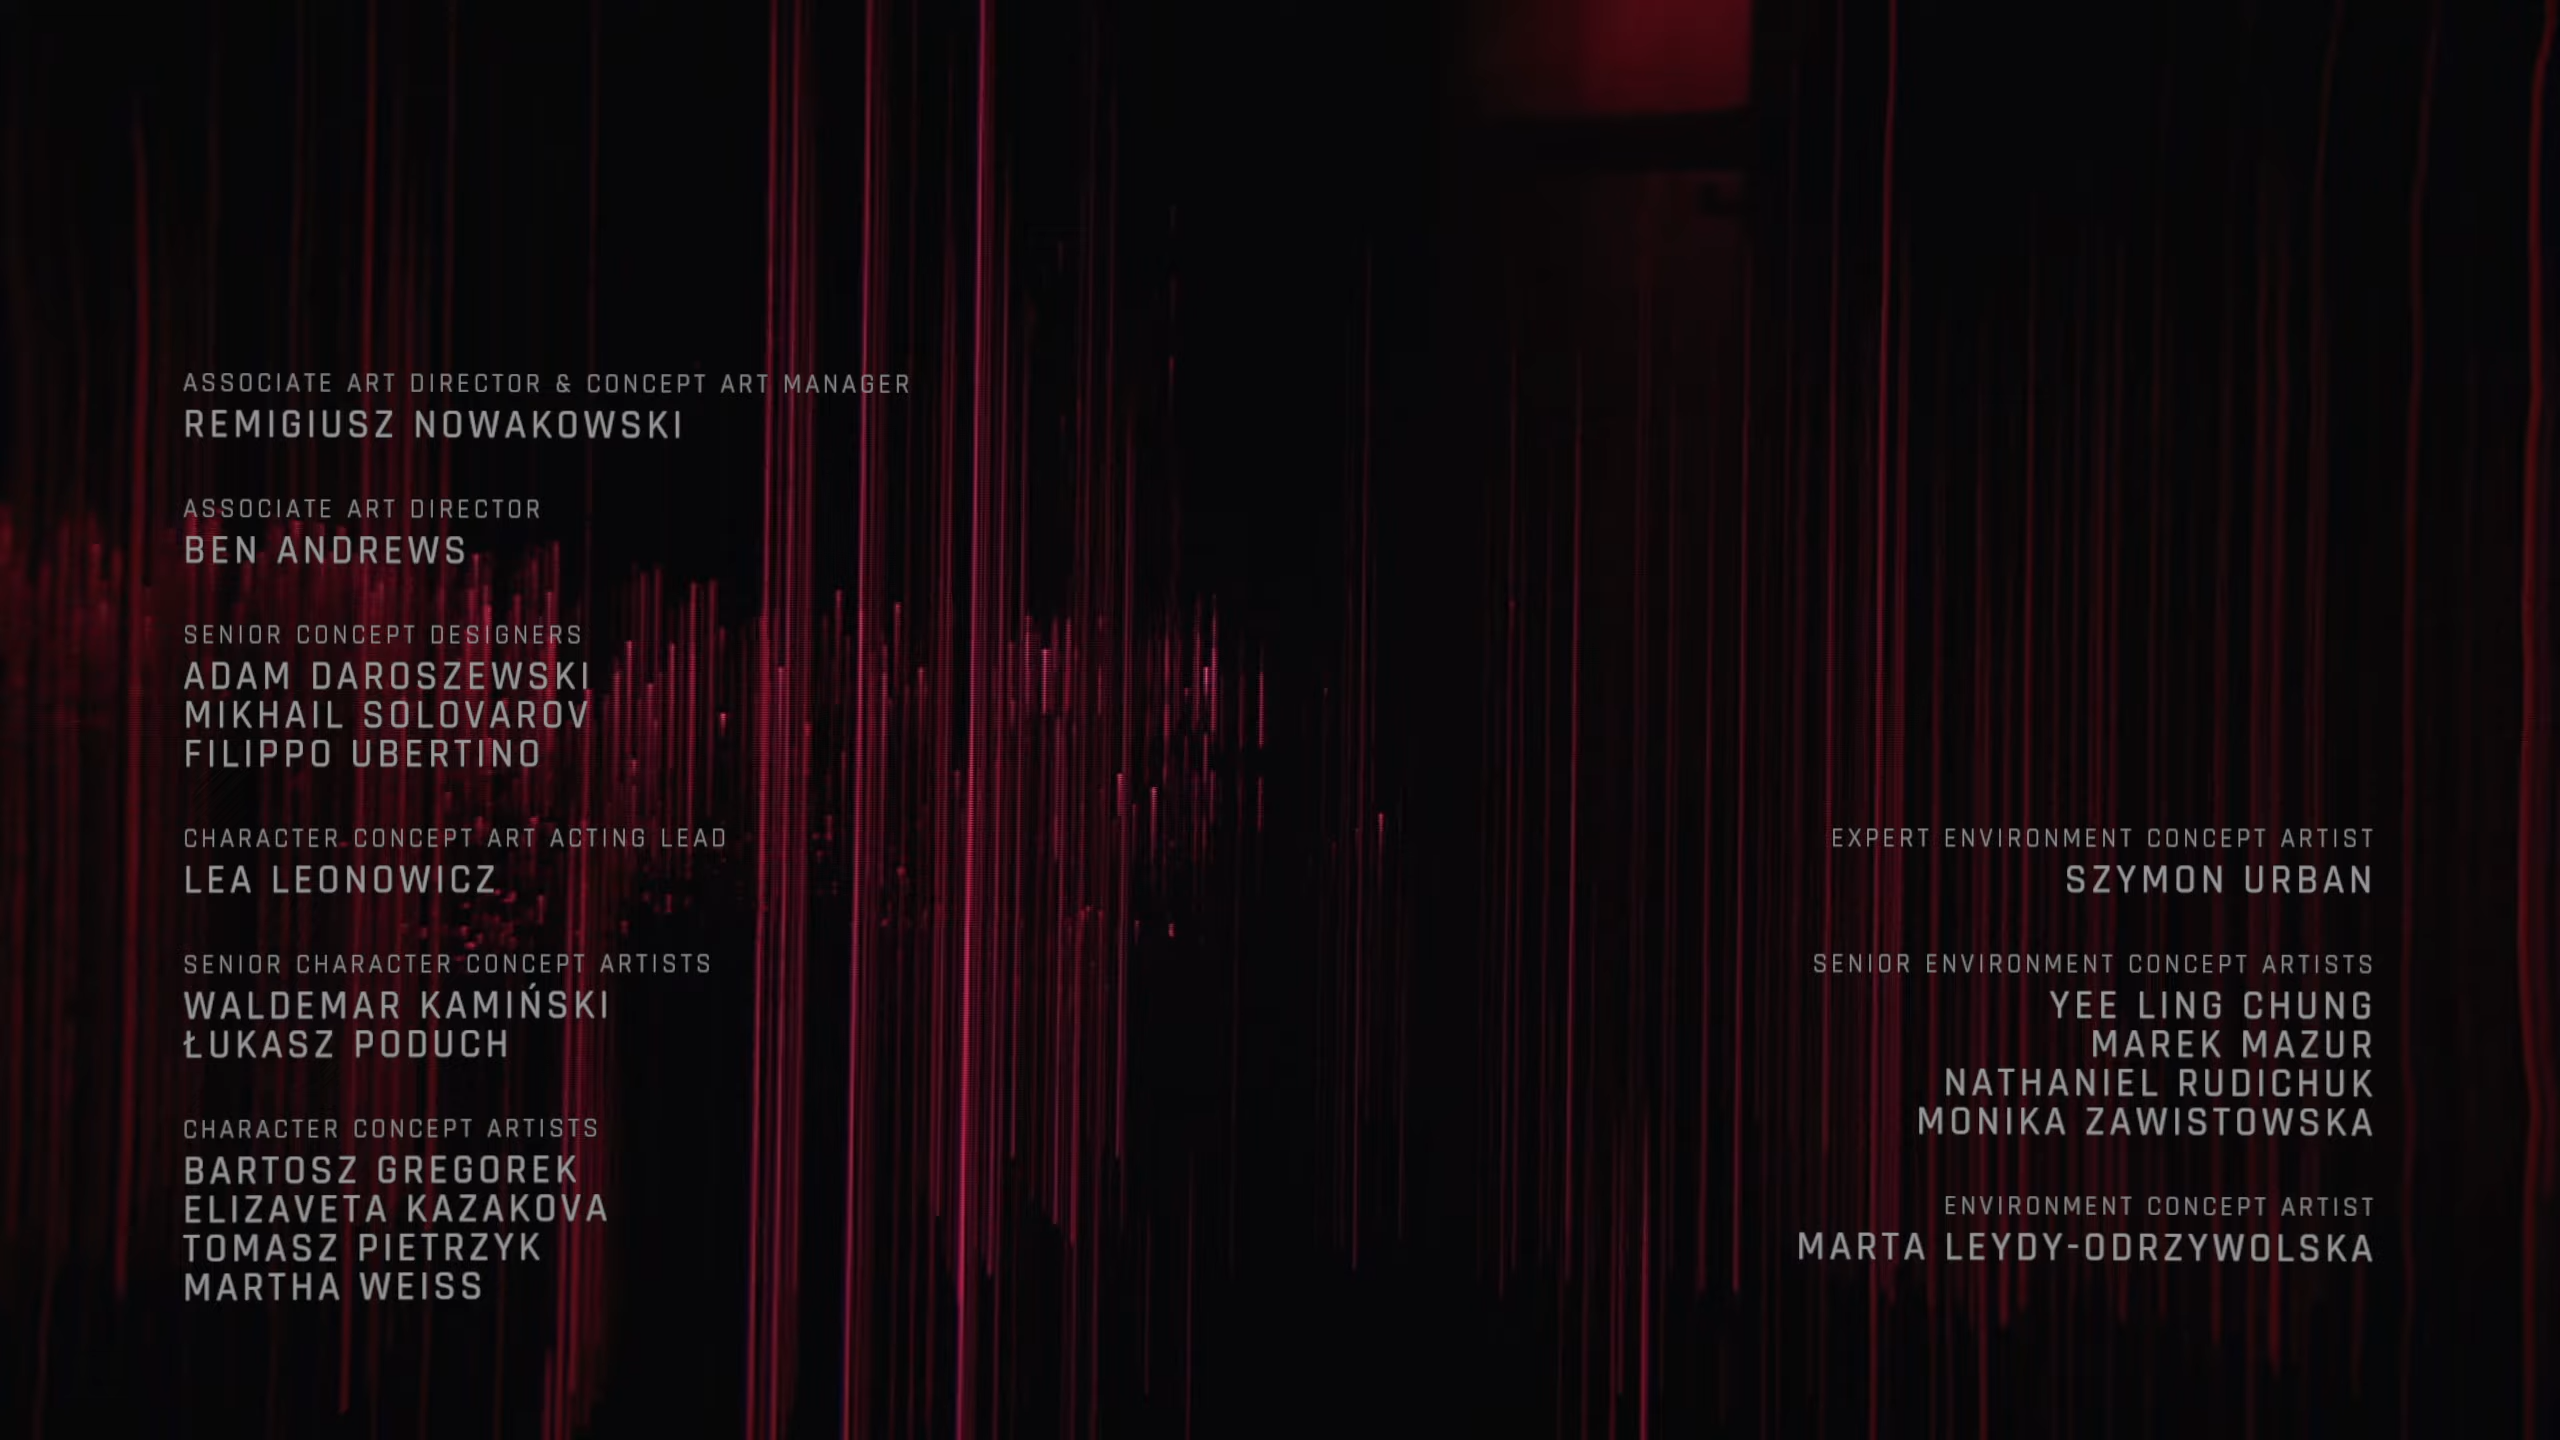 ASSOCIATE ART DIRECTOR & CONCEPT ART MANAGER
REMIGIUSZ NOWAKOWSKI
ASSOCIATE ART DIRECTOR
BEN ANDREWS
SENIOR CONCEPT DESIGNERS
ADAM DAROSZEWSKI
MIKHAIL SOLOVAROV
FILIPPO UBERTINO
CHARACTER CONCEPT ART ACTING LEAD
LEA LEONOWICZ
SENIOR CHARACTER CONCEPT ARTISTS
WALDEMAR KAMIŃSKI
ŁUKASZ PODUCH
CHARACTER CONCEPT ARTISTS
BARTOSZ GREGOREK
ELIZAVETA KAZAKOVA
TOMASZ PIETRZYK
MARTHA WEISS
EXPERT ENVIRONMENT CONCEPT ARTIST
SZYMON URBAN
SENIOR ENVIRONMENT CONCEPT ARTISTS
YEE LING CHUNG
MAREK MAZUR
NATHANIEL RUDICHUK
MONIKA ZAWISTOWSKA
ENVIRONMENT CONCEPT ARTIST
MARTA LEYDY-ODRZYWOLSKA